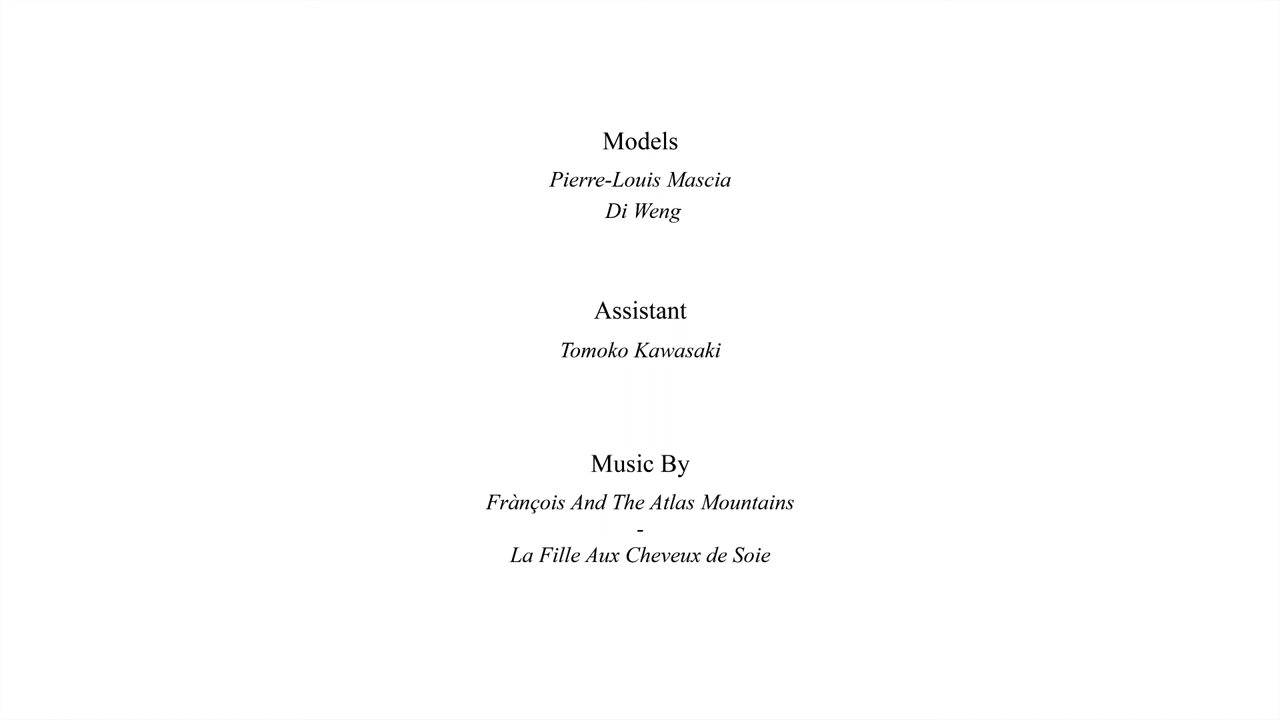 Models
Pierre-Louis Mascia
Di Weng
Assistant
Tomoko Kawasaki
Music By
Frànçois And The Atlas Mountains
-
La Fille Aux Cheveux de Soie